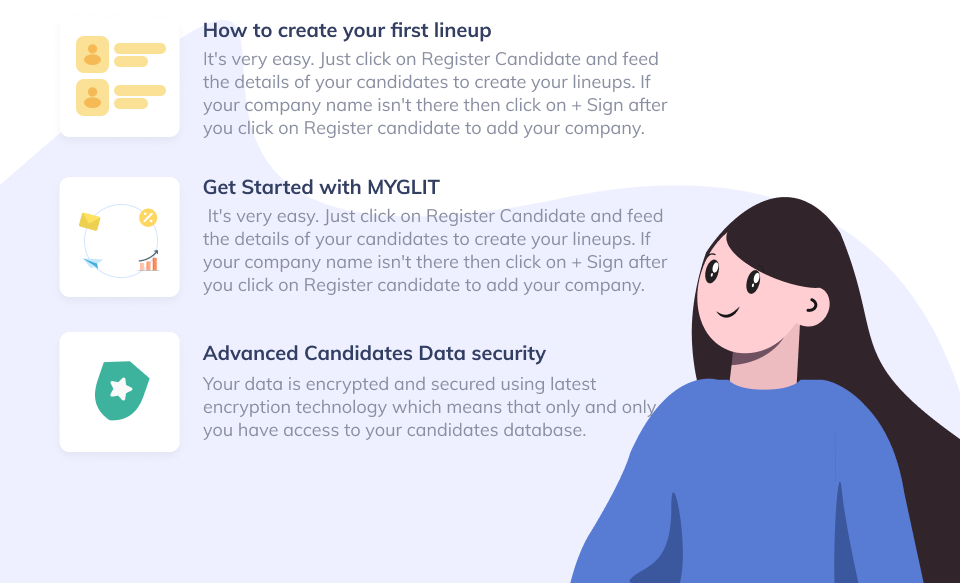 How to create your first lineup
It's very easy. Just click on Register Candidate and feed
the details of your candidates to create your lineups. If
your company name isn't there then click on + Sign after
you click on Register candidate to add your company.
Get Started with MYGLIT
It's very easy. Just click on Register Candidate and feed
the details of your candidates to create your lineups. If
your company name isn't there then click on + Sign after
you click on Register candidate to add your company.
Advanced Candidates Data security
Your data is encrypted and secured using latest
encryption technology which means that only and only
you have access to your candidates database.